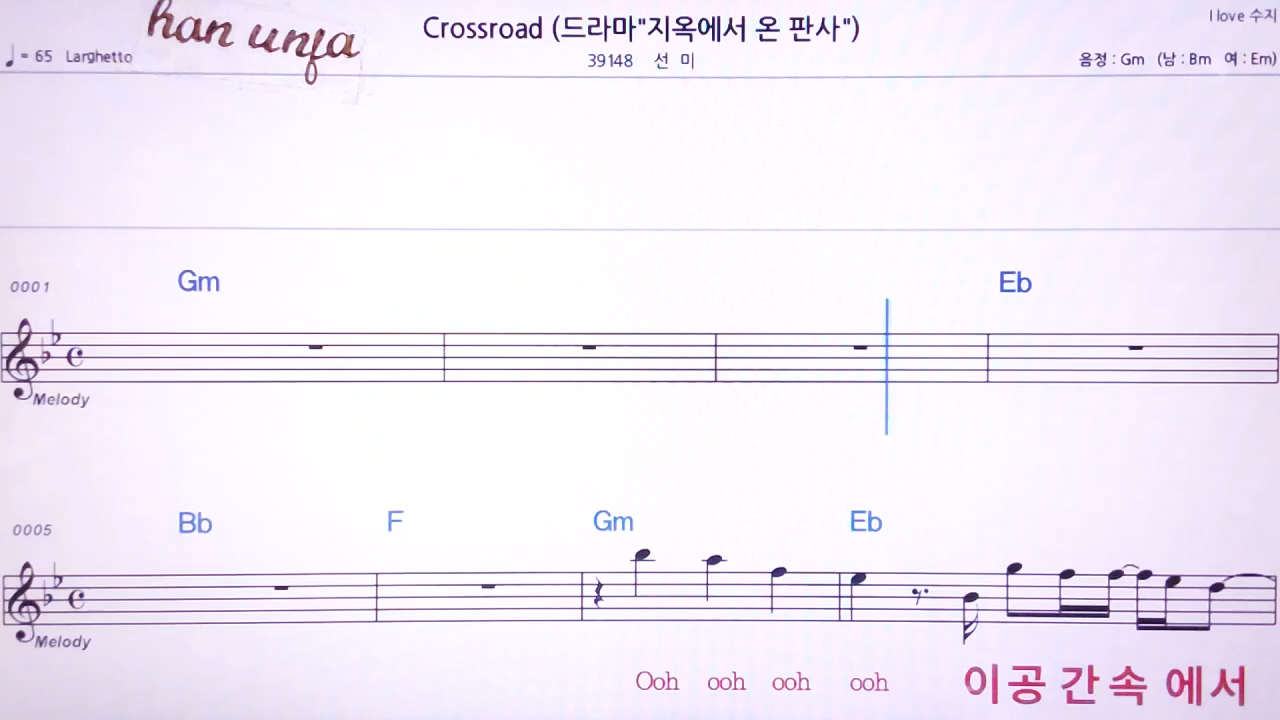 han unfa
Crossroad (드라마"지옥에서 온 판사")
I love 수지
♩ = 65 Larghetto
39148 선 미
음정 : Gm (남 : Bm 여 : Em)
0001 Gm Eb
Melody
0005 Bb F Gm Eb
Melody
Ooh ooh ooh ooh 이공간속에서